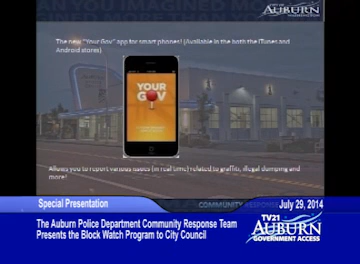 AUBURN
The new "Your Gov" app for smart phones! (Available in the both the iTunes and
Android stores)
YOUR
GOV
Allows you to report various issues (in real time) related to graffiti, illegal dumping and
more!
COMMUNITY RESPONSE
Special Presentation
July 29, 2014
The Auburn Police Department Community Response Team
Presents the Block Watch Program to City Council
TV21
AUBURN
GOVERNMENT ACCESS